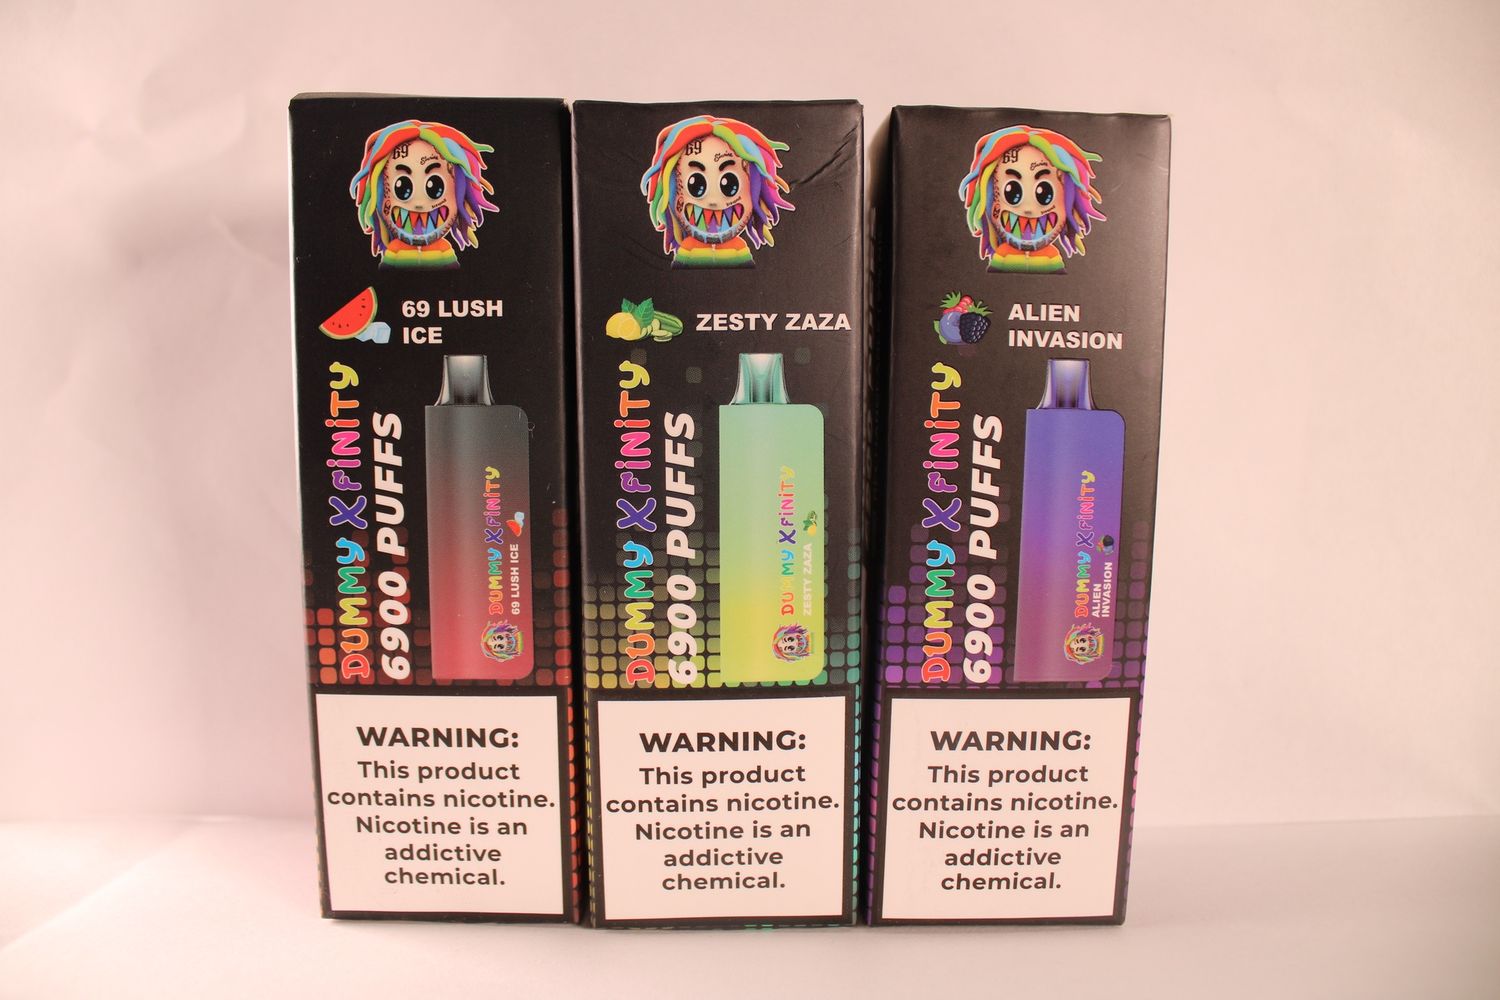 69
69 LUSH
ICE
DUMMY XFiNiTY
6900 PUFFS
DUMMY XFiNiTY
69 LUSH ICE
WARNING:
This product
contains nicotine.
Nicotine is an
addictive
chemical.
69
ZESTY ZAZA
DUMMY XFiNiTY
6900 PUFFS
DUMMY XFiNiTY
ZESTY ZAZA
WARNING:
This product
contains nicotine.
Nicotine is an
addictive
chemical.
69
ALIEN
INVASION
DUMMY XFiNiTY
6900 PUFFS
DUMMY XFiNiTY
ALIEN
INVASION
WARNING:
This product
contains nicotine.
Nicotine is an
addictive
chemical.